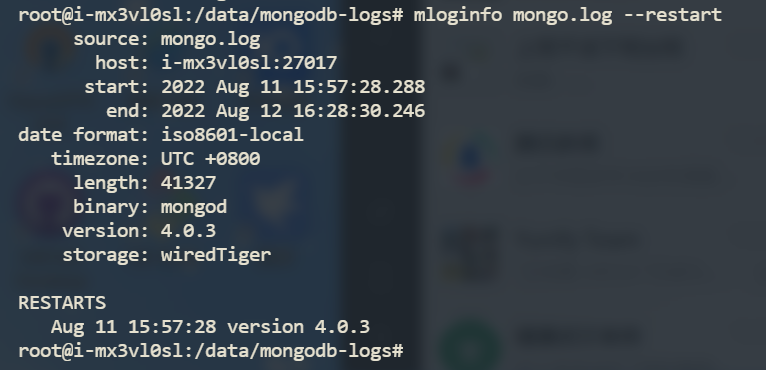 root@i-mx3vl0sl:/data/mongodb-logs# mloginfo mongo.log --restart
source: mongo.log
host: i-mx3vl0sl:27017
start: 2022 Aug 11 15:57:28.288
end: 2022 Aug 12 16:28:30.246
date format: iso8601-local
timezone: UTC +0800
length: 41327
binary: mongod
version: 4.0.3
storage: wiredTiger
RESTARTS
Aug 11 15:57:28 version 4.0.3
root@i-mx3vl0sl:/data/mongodb-logs#